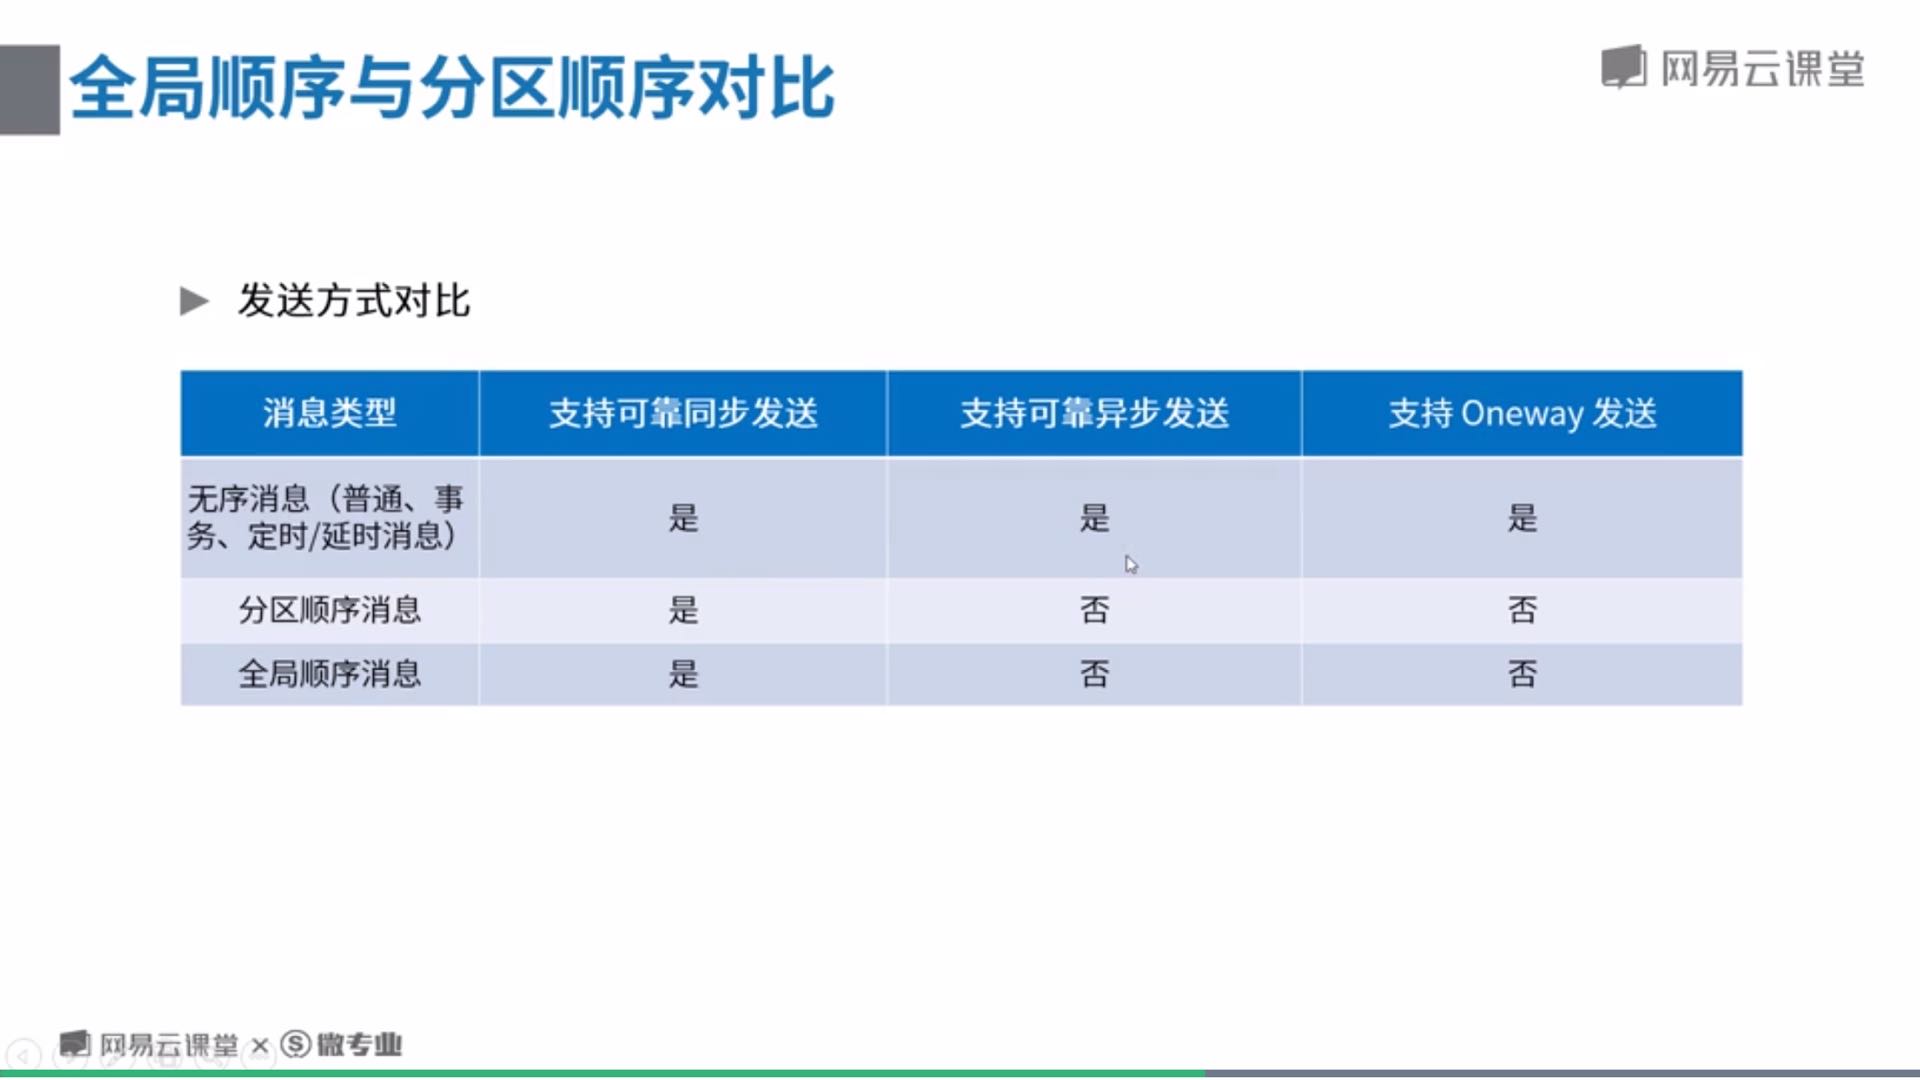 全局顺序与分区顺序对比
网易云课堂
发送方式对比
消息类型 支持可靠同步发送 支持可靠异步发送 支持 Oneway 发送
无序消息（普通、事
务、定时/延时消息） 是 是 是
分区顺序消息 是 否 否
全局顺序消息 是 否 否
网易云课堂 × 微专业